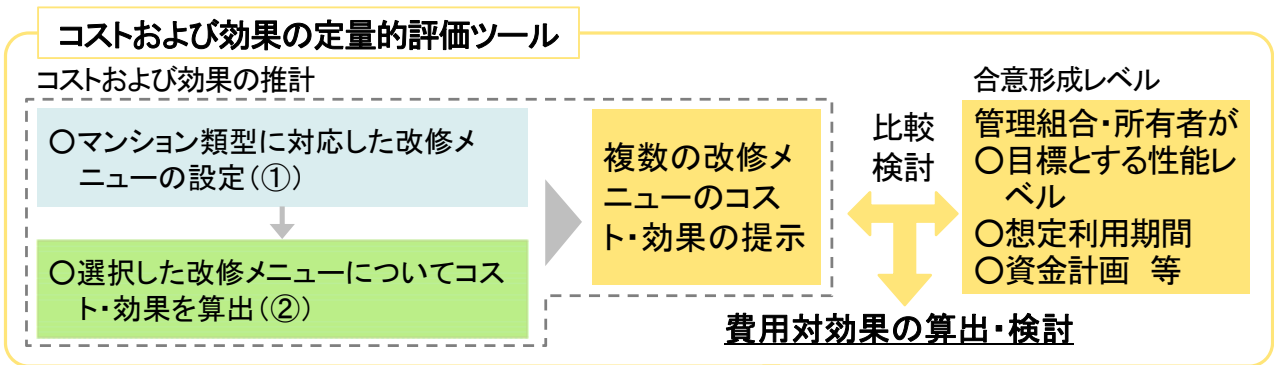 コストおよび効果の定量的評価ツール
コストおよび効果の推計
○マンション類型に対応した改修メ
ニューの設定(①)
○選択した改修メニューについてコス
ト・効果を算出(②)
複数の改修メ
ニューのコス
ト・効果の提示
比較
検討
合意形成レベル
管理組合・所有者が
○目標とする性能レ
ベル
○想定利用期間
○資金計画　等
費用対効果の算出・検討